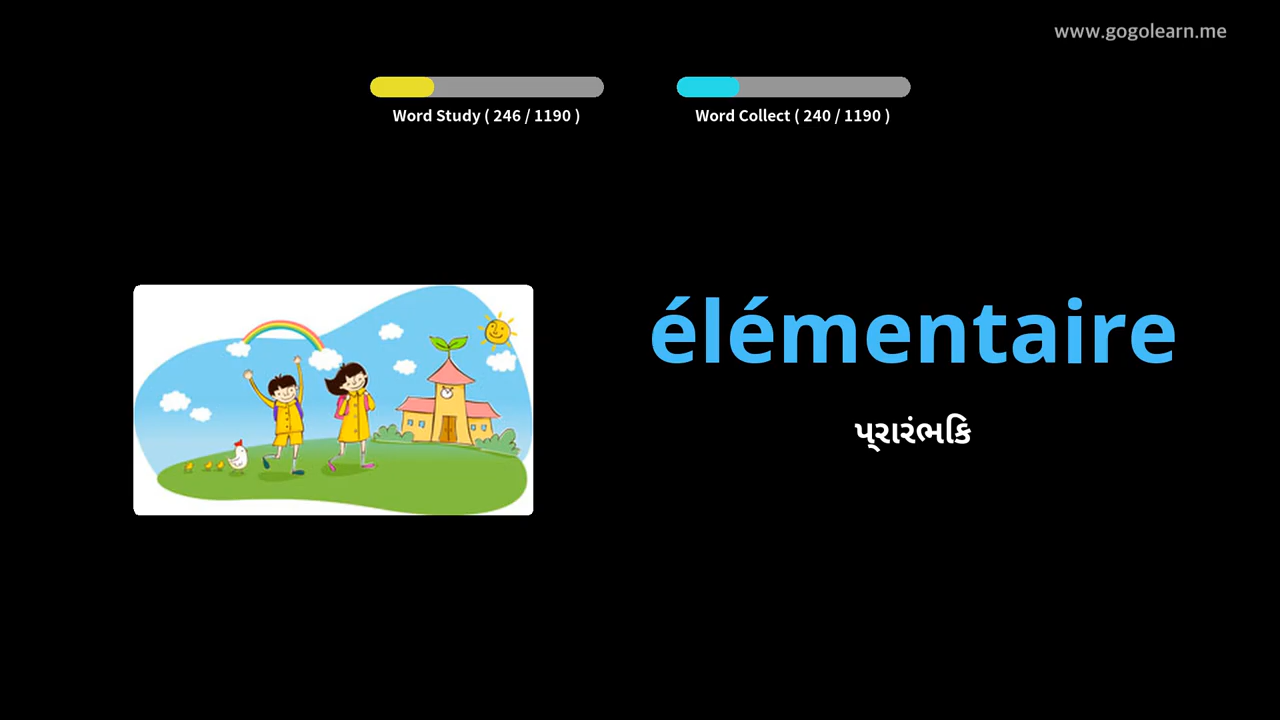 www.gogolearn.me
Word Study ( 246 / 1190 )
Word Collect ( 240 / 1190 )
élémentaire
પ્રારંભકિ